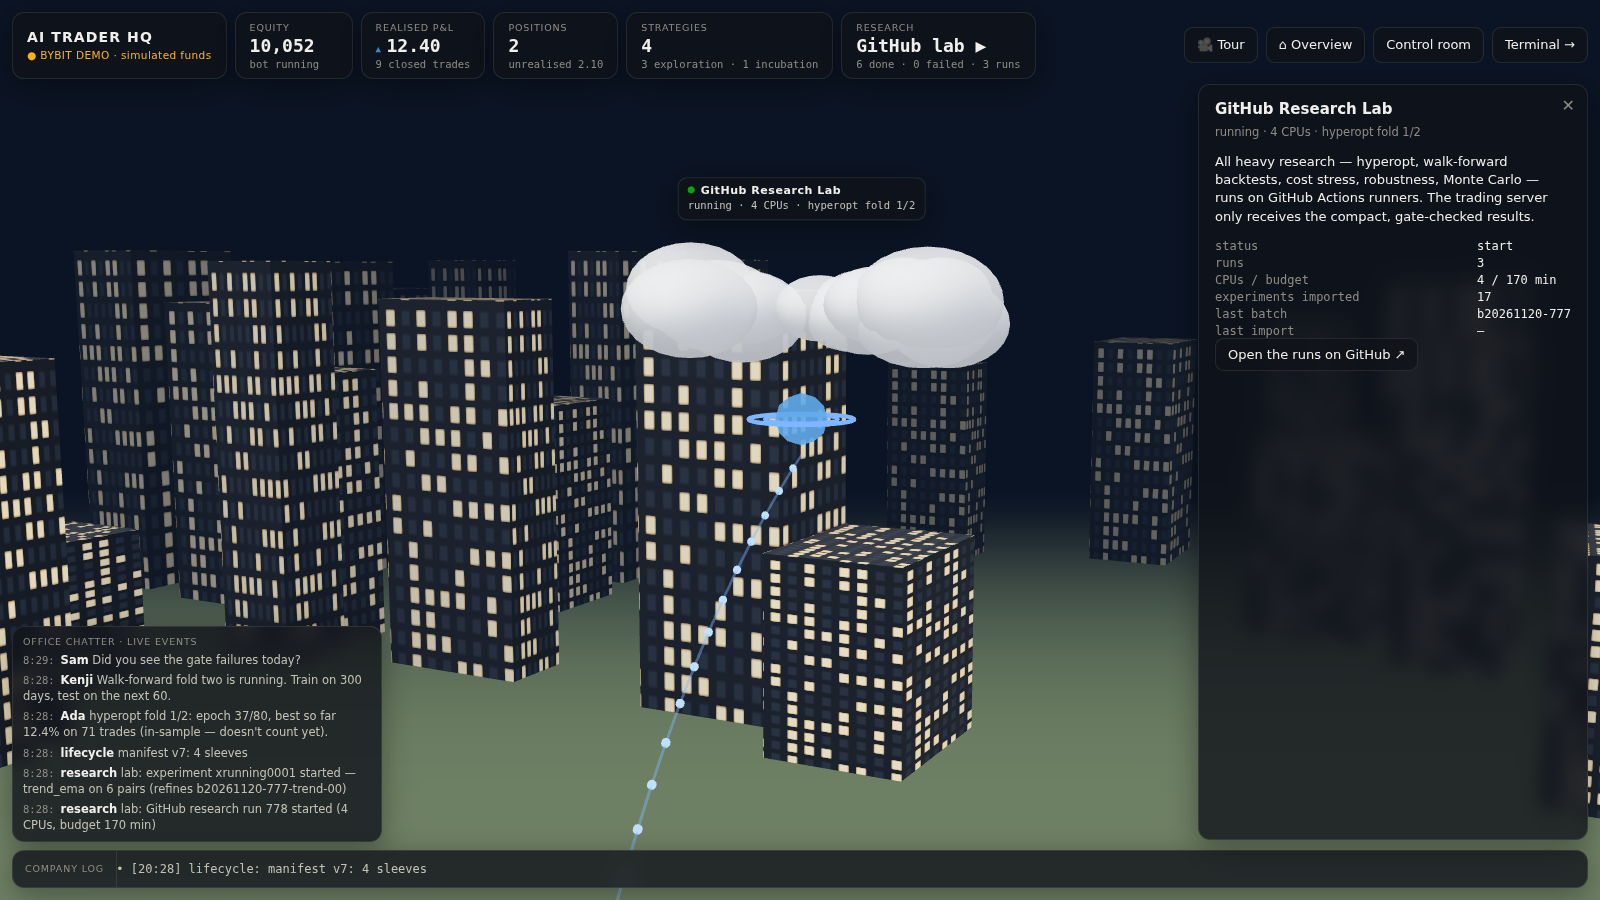 AI TRADER HQ
● BYBIT DEMO · simulated funds
EQUITY
10,052
bot running
REALISED P&L
▲ 12.40
9 closed trades
POSITIONS
2
unrealised 2.10
STRATEGIES
4
3 exploration · 1 incubation
RESEARCH
GitHub lab ▶
6 done · 0 failed · 3 runs
🎥 Tour
⌂ Overview
Control room
Terminal →
GitHub Research Lab
running · 4 CPUs · hyperopt fold 1/2
GitHub Research Lab ✕
running · 4 CPUs · hyperopt fold 1/2
All heavy research — hyperopt, walk-forward
backtests, cost stress, robustness, Monte Carlo —
runs on GitHub Actions runners. The trading server
only receives the compact, gate-checked results.
status start
runs 3
CPUs / budget 4 / 170 min
experiments imported 17
last batch b20261120-777
last import —
Open the runs on GitHub ↗
OFFICE CHATTER · LIVE EVENTS
8:29: Sam Did you see the gate failures today?
8:28: Kenji Walk-forward fold two is running. Train on 300
days, test on the next 60.
8:28: Ada hyperopt fold 1/2: epoch 37/80, best so far
12.4% on 71 trades (in-sample — doesn't count yet).
8:28: lifecycle manifest v7: 4 sleeves
8:28: research lab: experiment xrunning0001 started —
trend_ema on 6 pairs (refines b20261120-777-trend-00)
8:28: research lab: GitHub research run 778 started (4
CPUs, budget 170 min)
COMPANY LOG
• [20:28] lifecycle: manifest v7: 4 sleeves